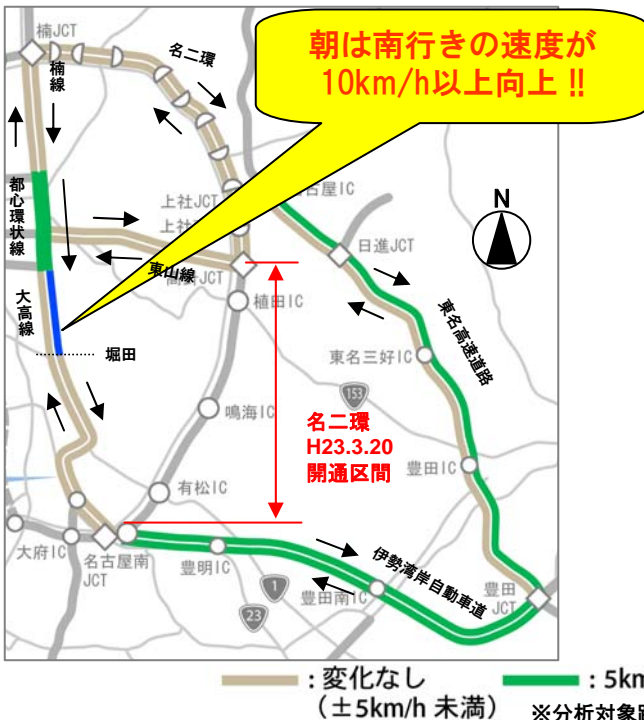 楠JCT
名二環
朝は南行きの速度が
10km/h以上向上 !!
楠線
都心環状線
上社JCT
上社
古屋IC
N
日進JCT
東山線
JCT
大高線
植田IC
東名高速道路
堀田
東名三好IC
153
鳴海IC
名二環
H23.3.20
開通区間
豊田IC
有松IC
大府IC
名古屋南
JCT
豊明IC
伊勢湾岸自動車道
1
23
豊田南IC
豊田
JCT
: 変化なし
(±5km/h 未満)
: 5km
※分析対象